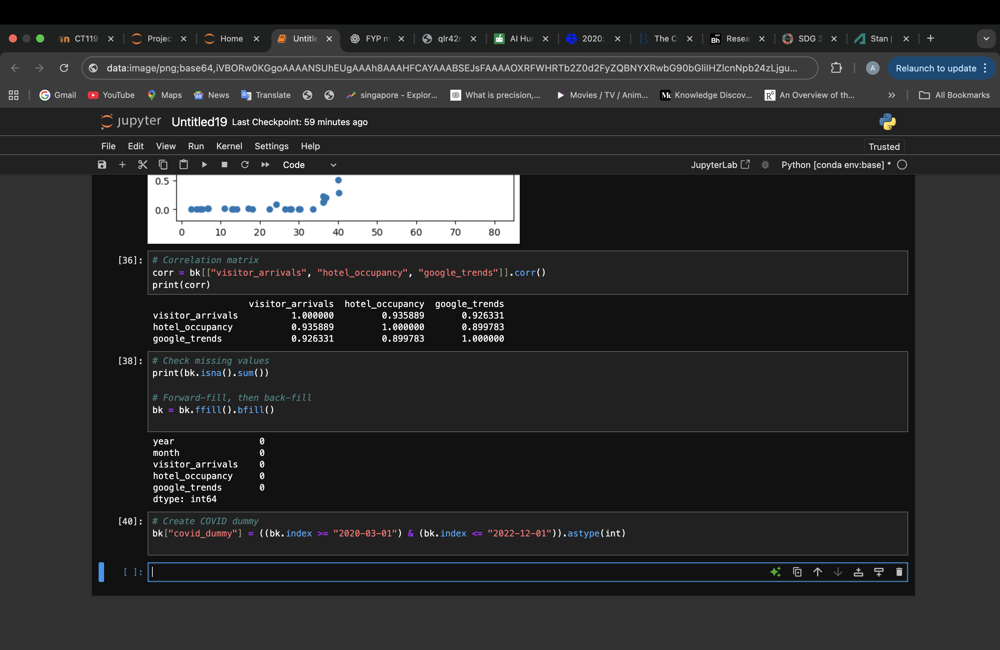 CT119
Projec
Home
Untitle
FYP m
qlr42r
AI Hur
2020:
The C
Resea
SDG 3
Stan |
data:image/png;base64,iVBORw0KGgoAAAANSUhEUgAAAh8AAAHFCAYAAABSEJsFAAAAOXRFWHRTb2Z0d2FyZQBNYXRwbG90bGliIHZlcnNpb24zLjgu...
A
Relaunch to update
Gmail
YouTube
Maps
News
Translate
singapore - Explor...
What is precision,...
Movies / TV / Anim...
Knowledge Discov...
An Overview of th...
All Bookmarks
jupyter Untitled19 Last Checkpoint: 59 minutes ago
File Edit View Run Kernel Settings Help
Trusted
Code
JupyterLab
Python [conda env:base] *
0.5
0.0
0 10 20 30 40 50 60 70 80
[36]:
# Correlation matrix
corr = bk[["visitor_arrivals", "hotel_occupancy", "google_trends"]].corr()
print(corr)
visitor_arrivals hotel_occupancy google_trends
visitor_arrivals 1.000000 0.935889 0.926331
hotel_occupancy 0.935889 1.000000 0.899783
google_trends 0.926331 0.899783 1.000000
[38]:
# Check missing values
print(bk.isna().sum())
# Forward-fill, then back-fill
bk = bk.ffill().bfill()
year 0
month 0
visitor_arrivals 0
hotel_occupancy 0
google_trends 0
dtype: int64
[40]:
# Create COVID dummy
bk["covid_dummy"] = ((bk.index >= "2020-03-01") & (bk.index <= "2022-12-01")).astype(int)
[ ]: